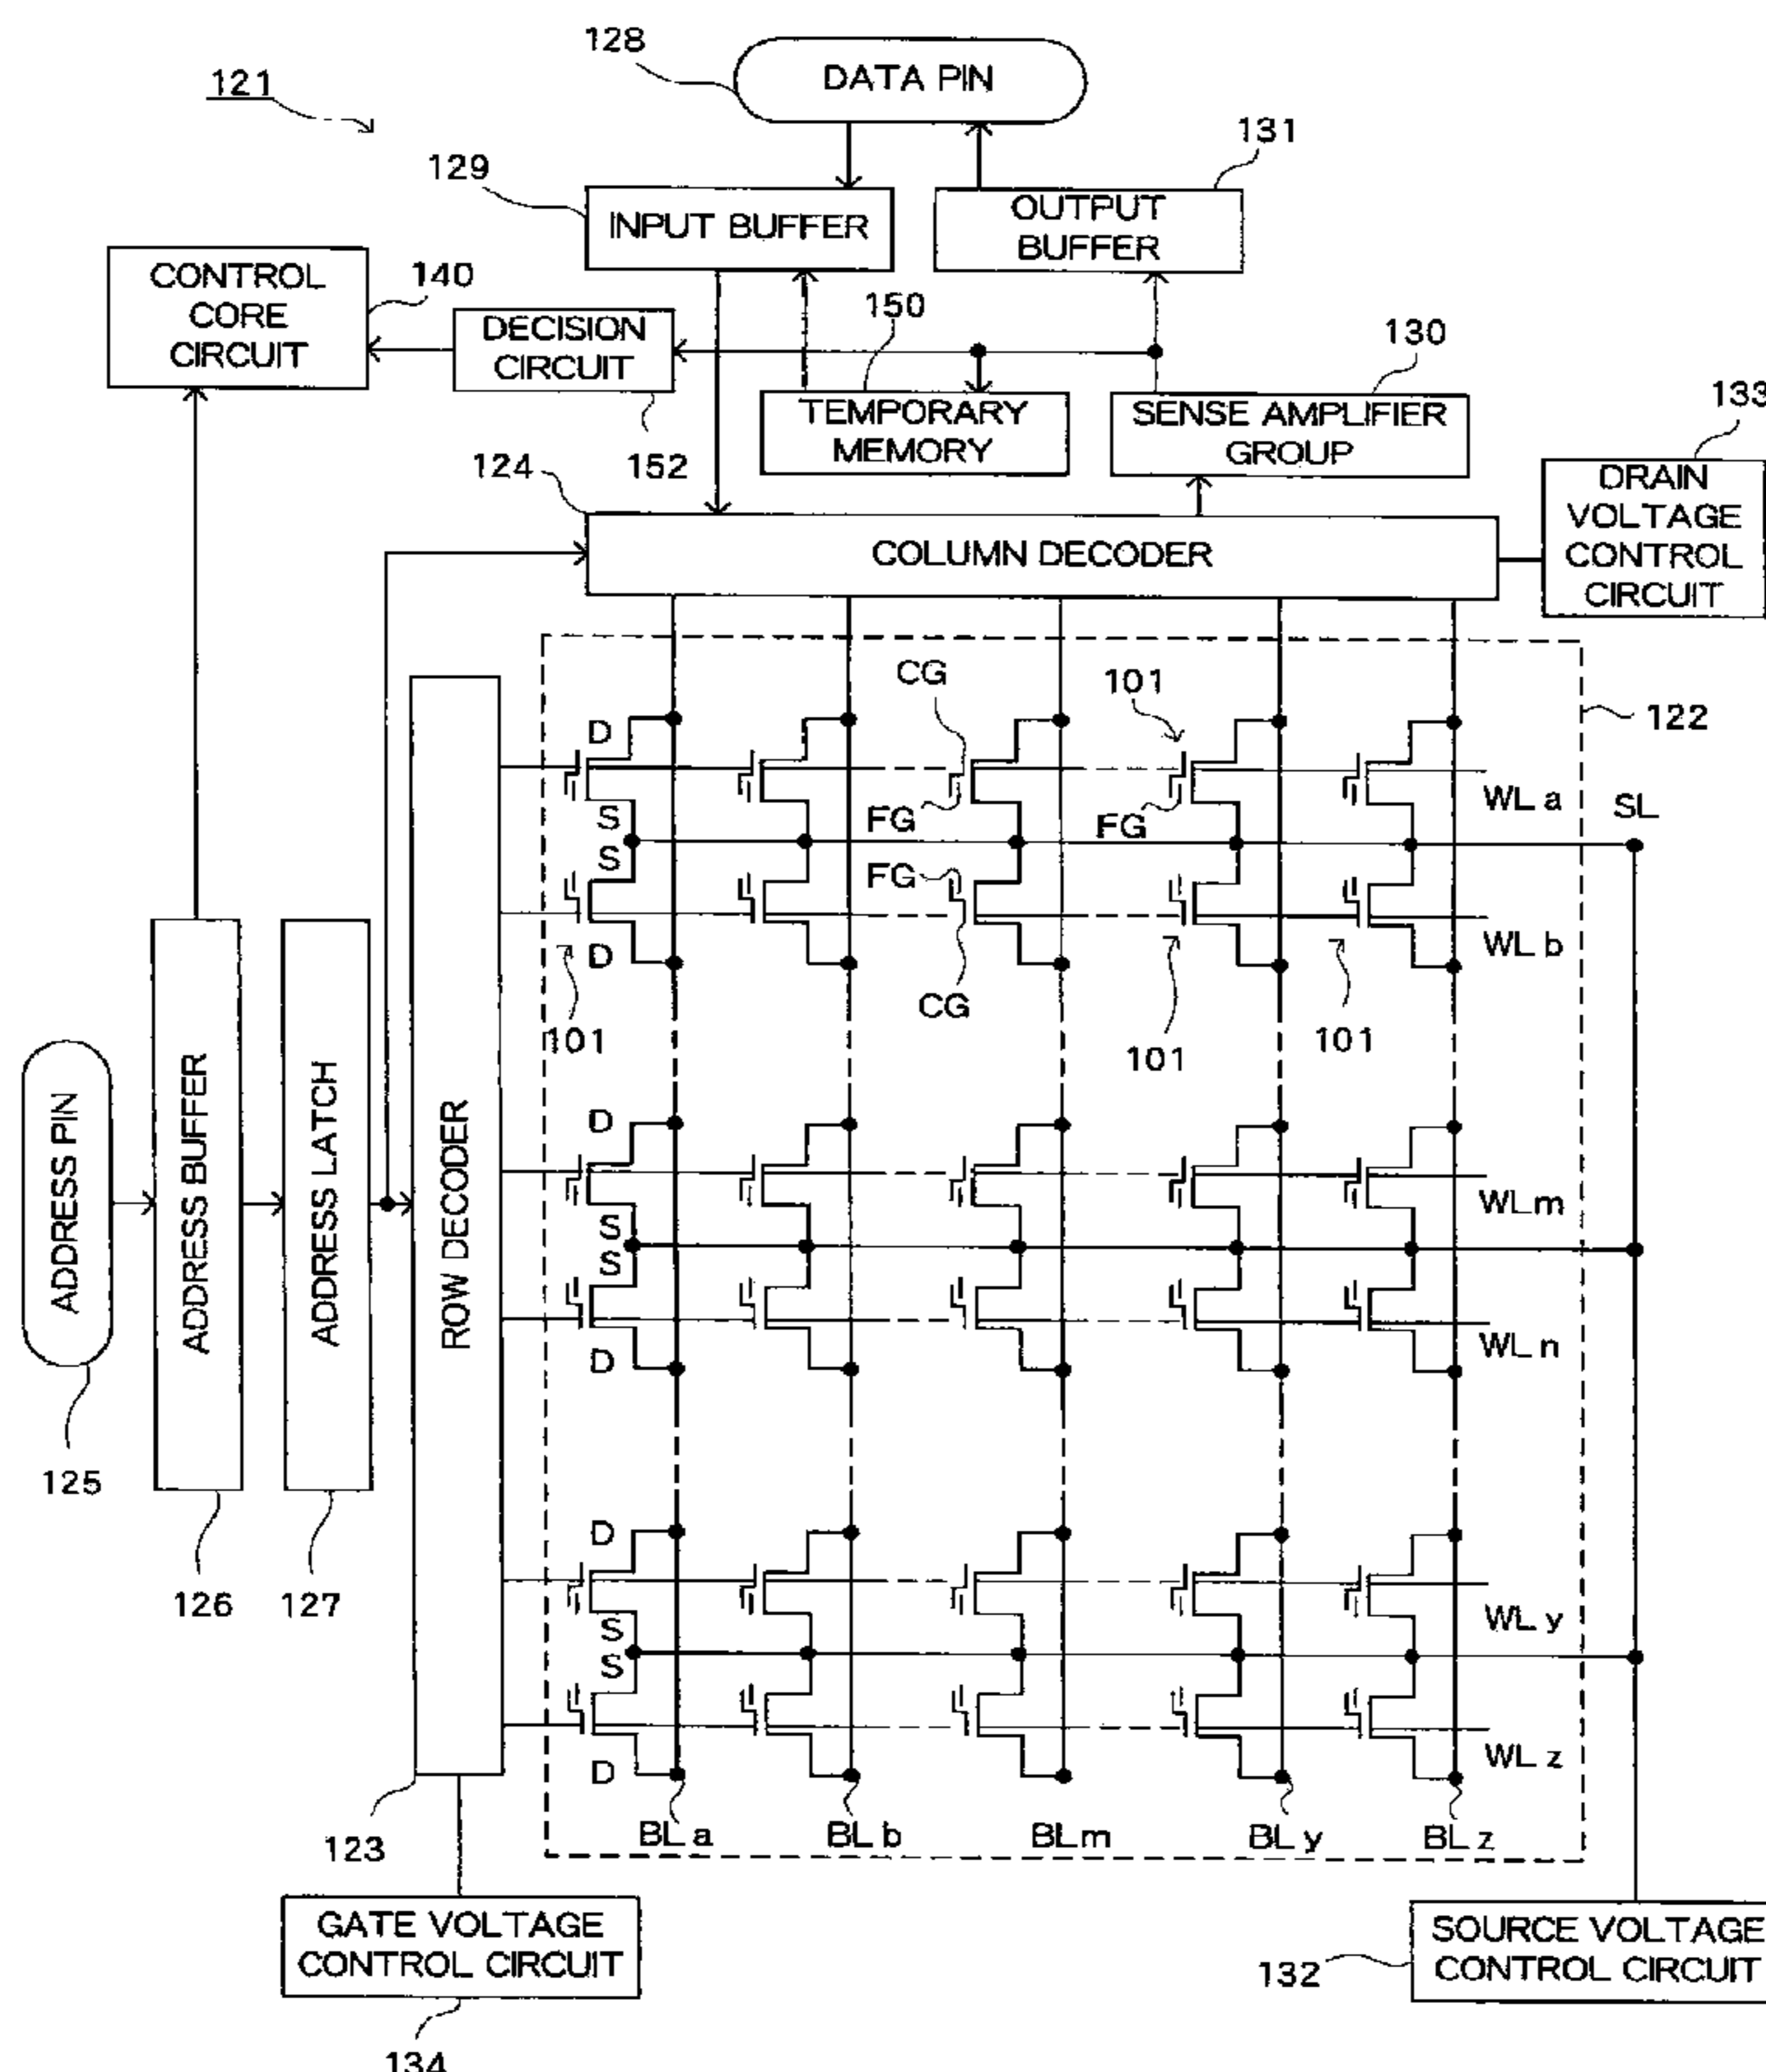 128
DATA PIN
121
131
129
INPUT BUFFER
OUTPUT
BUFFER
CONTROL
CORE
CIRCUIT
140
DECISION
CIRCUIT
150
130
133
TEMPORARY
MEMORY
SENSE AMPLIFIER
GROUP
124
152
DRAIN
VOLTAGE
CONTROL
CIRCUIT
COLUMN DECODER
CG
101
122
D
WL a
SL
S
FG
FG
S
FG
WL b
D
CG
101
101
101
ADDRESS PIN
ADDRESS BUFFER
ADDRESS LATCH
ROW DECODER
D
WL m
S
S
WL n
D
125
D
126
127
WL y
S
S
WL z
D
123
BL a
BL b
BL m
BL y
BL z
GATE VOLTAGE
CONTROL CIRCUIT
SOURCE VOLTAGE
CONTROL CIRCUIT
132
134